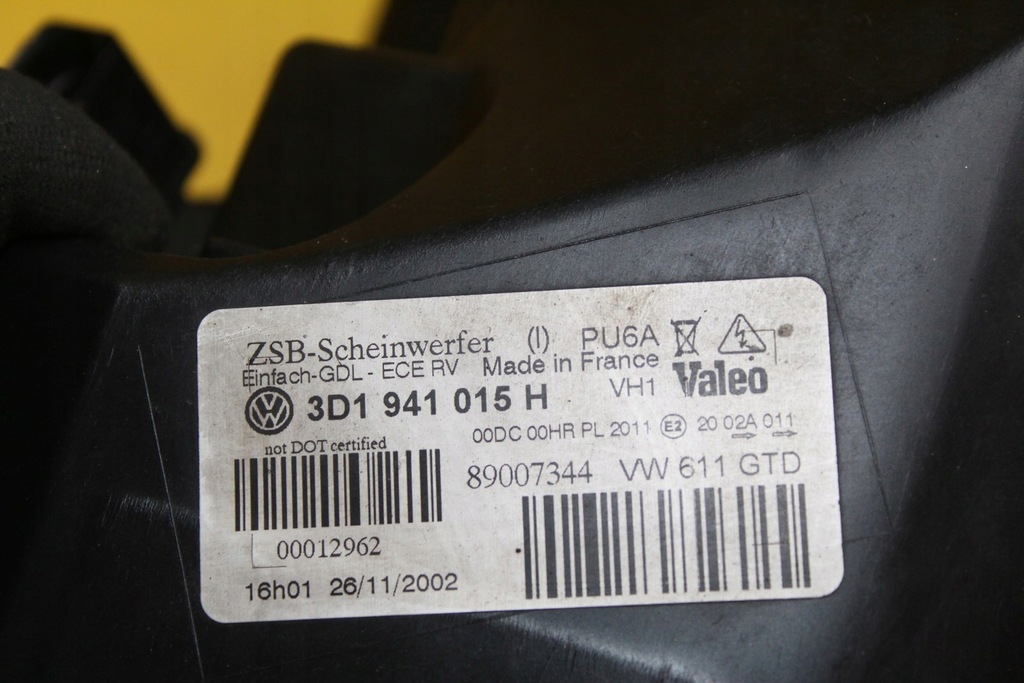 ZSB-Scheinwerfer (l) PU6A
Einfach-GDL - ECE RV Made in France
VH1 Valeo
VW 3D1 941 015 H
not DOT certified
00DC 00HR PL 2011 E2 20 02A 011
89007344 VW 611 GTD
00012962
16h01 26/11/2002